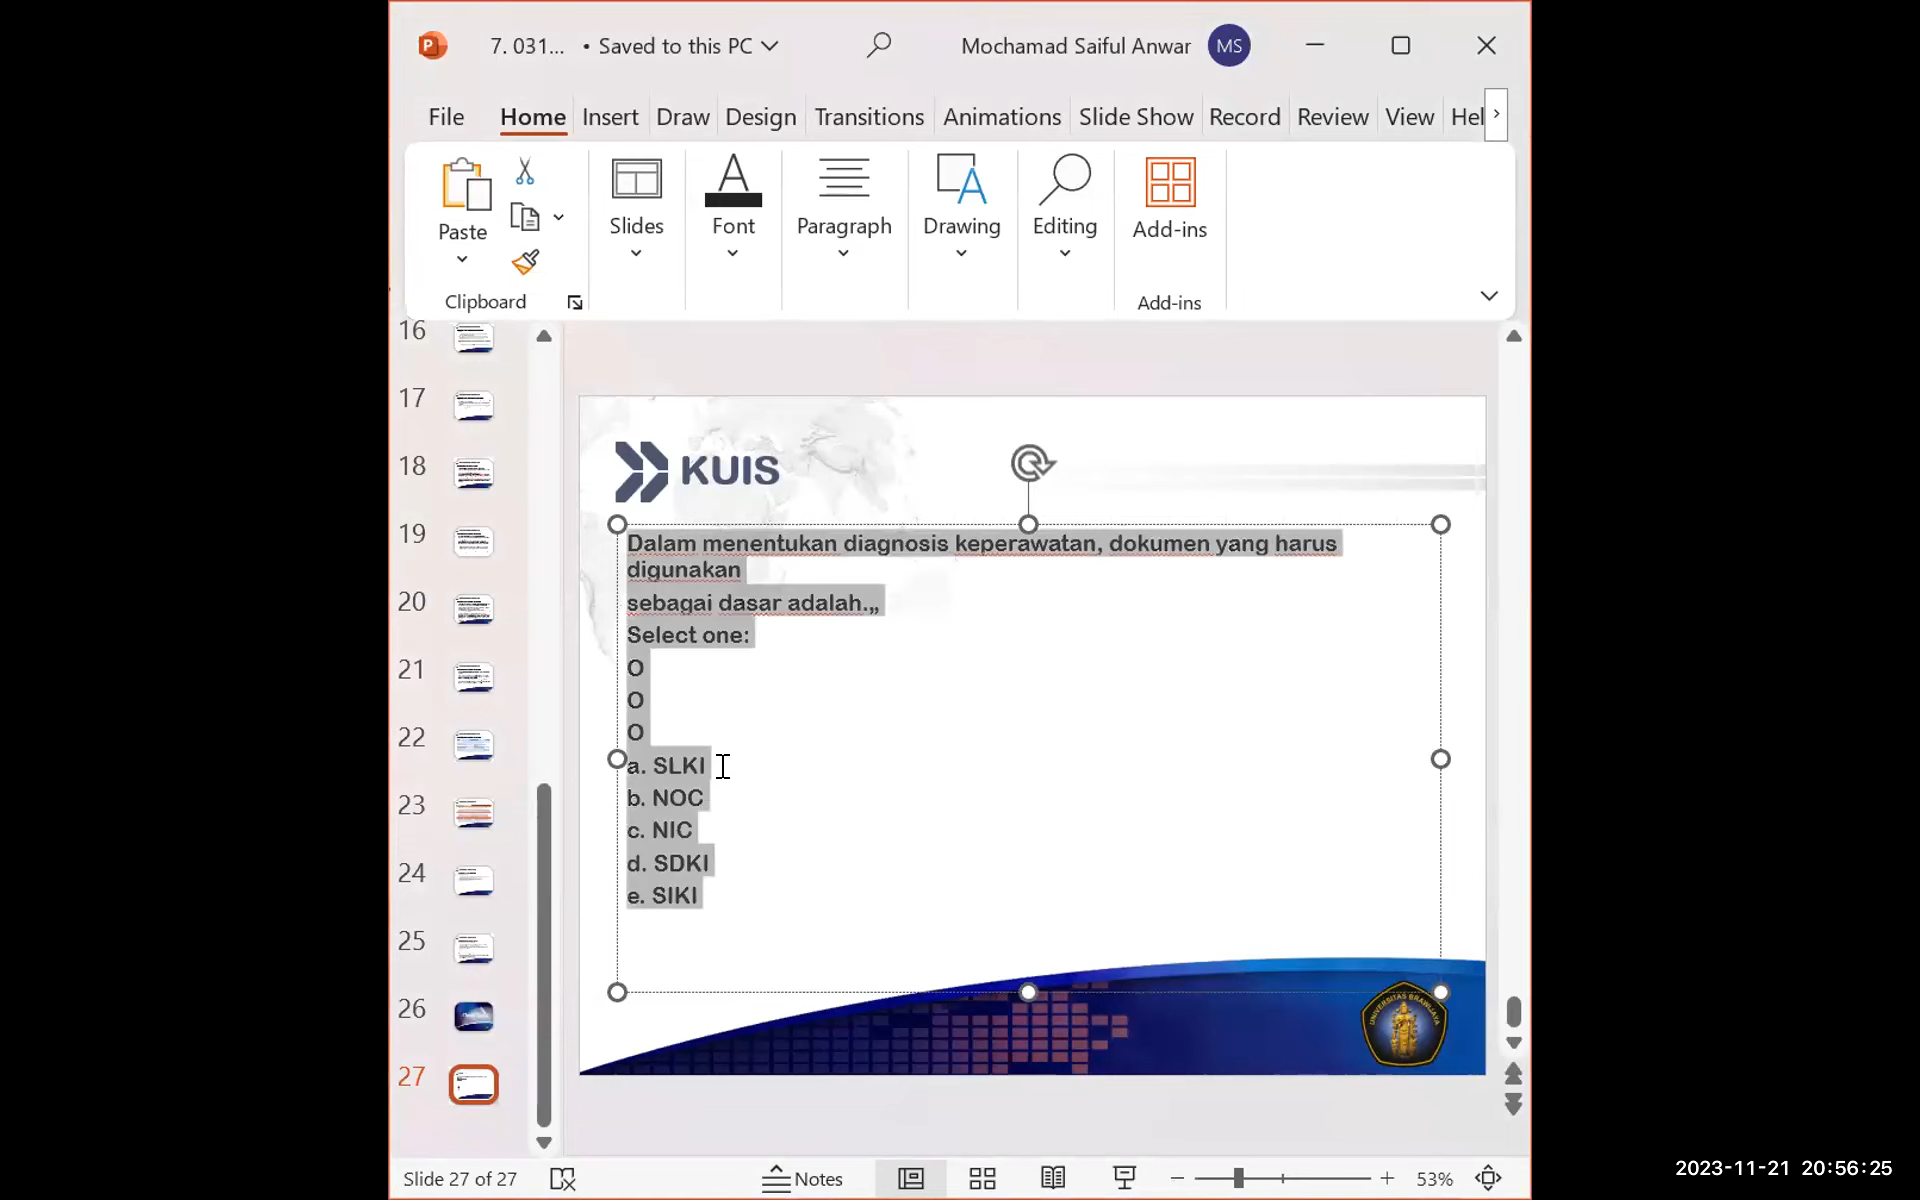 7. 031... • Saved to this PC
Mochamad Saiful Anwar MS
File Home Insert Draw Design Transitions Animations Slide Show Record Review View Hel
Paste
Slides
Font
Paragraph
Drawing
Editing
Add-ins
Clipboard
Add-ins
16
17
18
19
20
21
22
23
24
25
26
27
KUIS
Dalam menentukan diagnosis keperawatan, dokumen yang harus
digunakan
sebagai dasar adalah.,,
Select one:
O
O
O
a. SLKI
b. NOC
c. NIC
d. SDKI
e. SIKI
UNIVERSITAS BRAWIJAYA
Slide 27 of 27
Notes
53%
2023-11-21 20:56:25